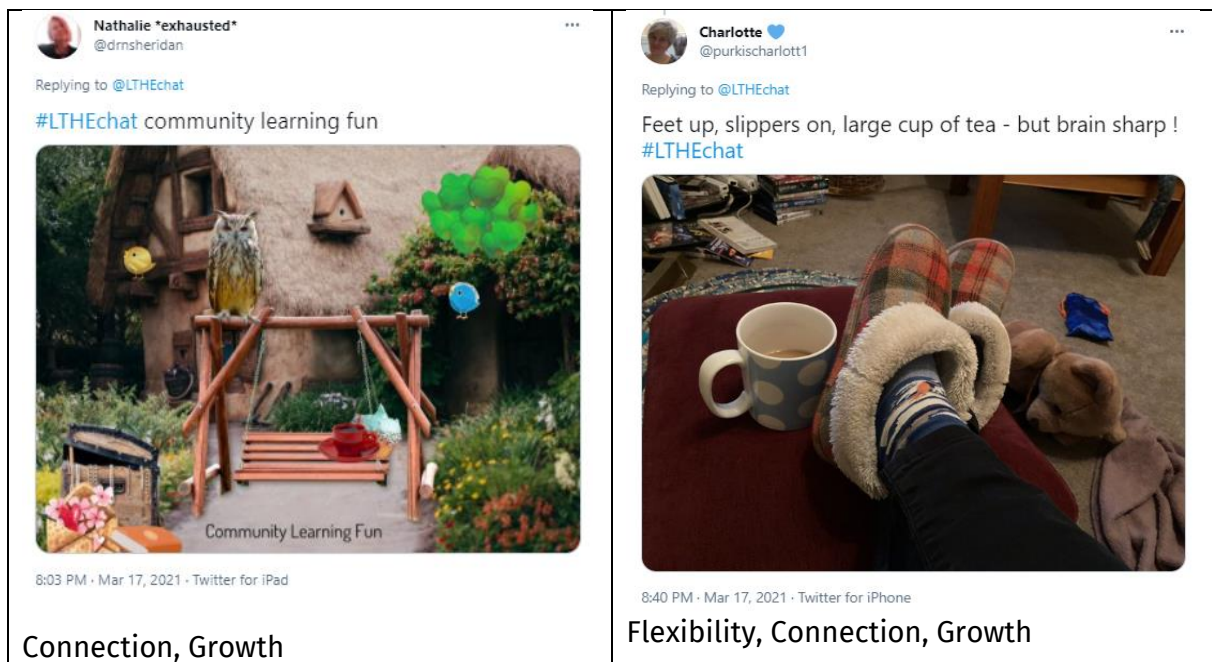 Nathalie *exhausted*
@drnsheridan
Replying to @LTHEchat
#LTHEchat community learning fun
Community Learning Fun
8:03 PM · Mar 17, 2021 · Twitter for iPad
Connection, Growth
Charlotte 💙
@purkischarlott1
Replying to @LTHEchat
Feet up, slippers on, large cup of tea - but brain sharp !
#LTHEchat
8:40 PM · Mar 17, 2021 · Twitter for iPhone
Flexibility, Connection, Growth